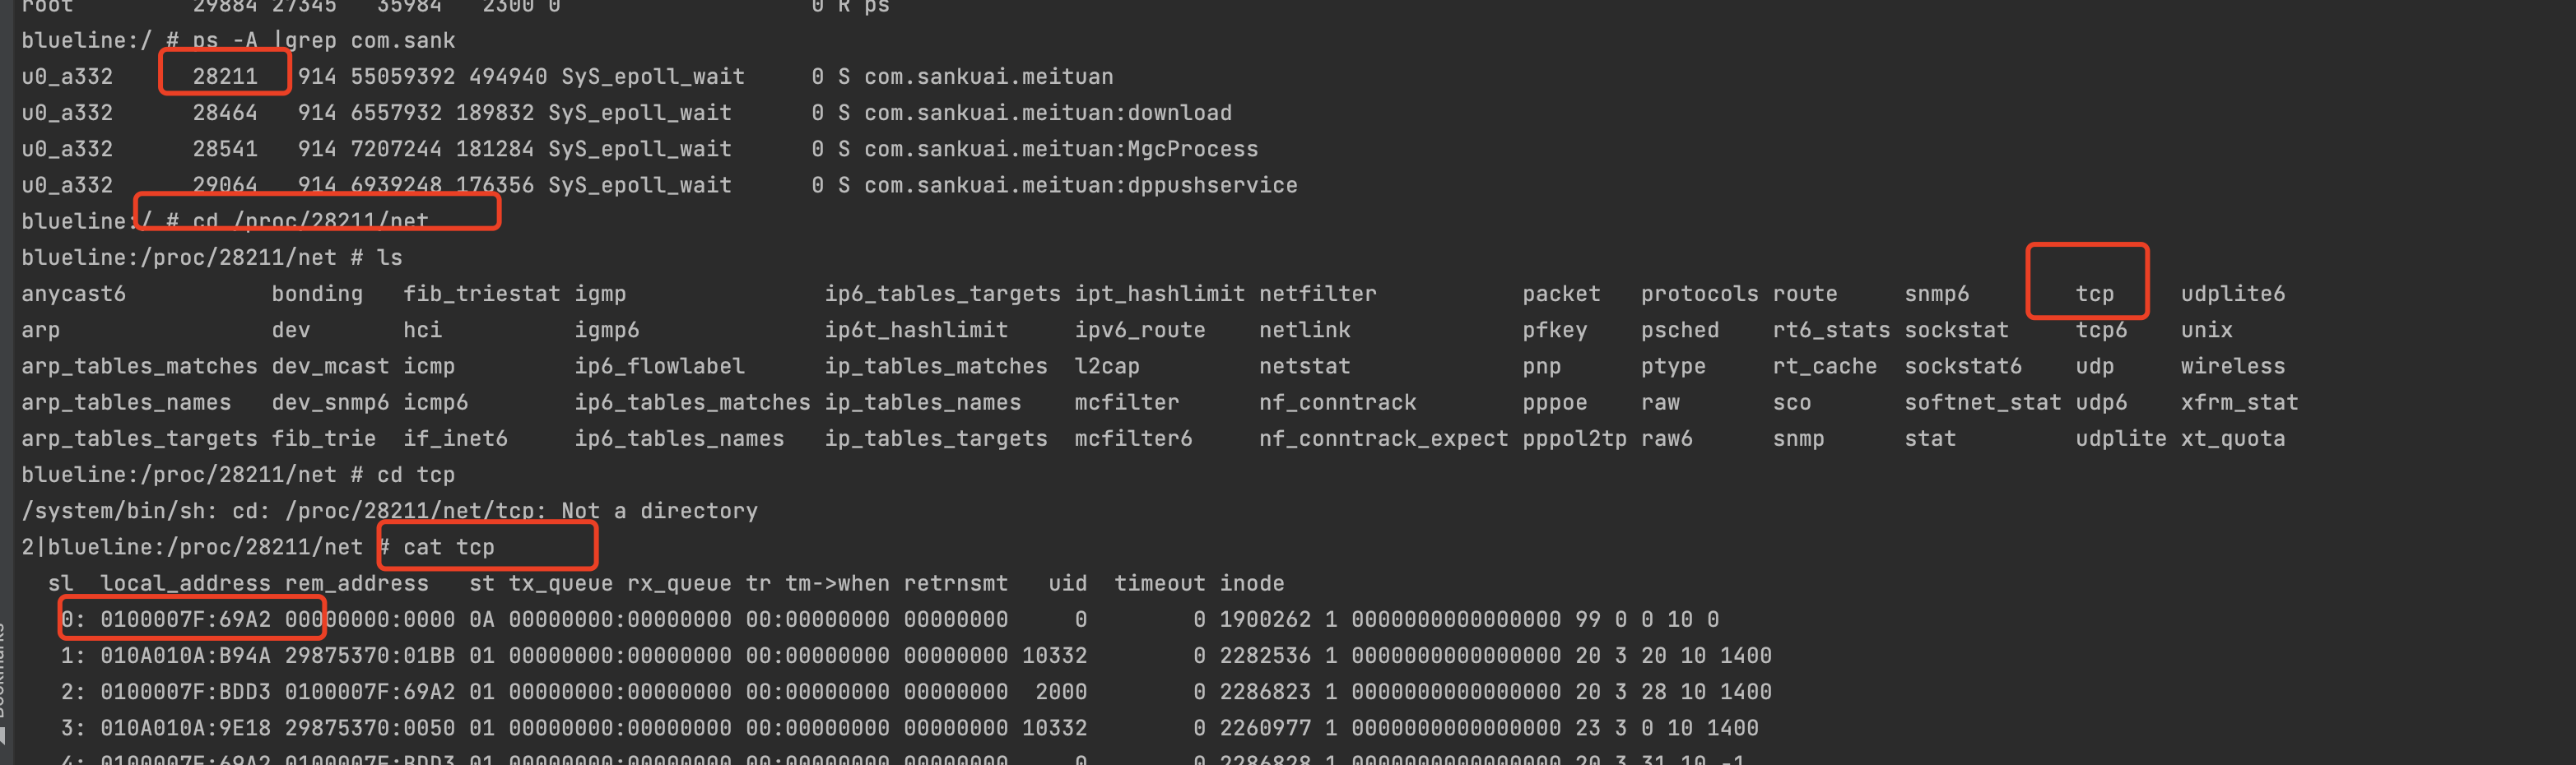 root 29884 27345 35984 2300 0 0 R ps
blueline:/ # ps -A |grep com.sank
u0_a332 28211 914 55059392 494940 SyS_epoll_wait 0 S com.sankuai.meituan
u0_a332 28464 914 6557932 189832 SyS_epoll_wait 0 S com.sankuai.meituan:download
u0_a332 28541 914 7207244 181284 SyS_epoll_wait 0 S com.sankuai.meituan:MgcProcess
u0_a332 29064 914 6939248 176356 SyS_epoll_wait 0 S com.sankuai.meituan:dppushservice
blueline:/ # cd /proc/28211/net
blueline:/proc/28211/net # ls
anycast6 bonding fib_triestat igmp ip6_tables_targets ipt_hashlimit netfilter packet protocols route snmp6 tcp udplite6
arp dev hci igmp6 ip6t_hashlimit ipv6_route netlink pfkey psched rt6_stats sockstat tcp6 unix
arp_tables_matches dev_mcast icmp ip6_flowlabel ip_tables_matches l2cap netstat pnp ptype rt_cache sockstat6 udp wireless
arp_tables_names dev_snmp6 icmp6 ip6_tables_matches ip_tables_names mcfilter nf_conntrack pppoe raw sco softnet_stat udp6 xfrm_stat
arp_tables_targets fib_trie if_inet6 ip6_tables_names ip_tables_targets mcfilter6 nf_conntrack_expect pppol2tp raw6 snmp stat udplite xt_quota
blueline:/proc/28211/net # cd tcp
/system/bin/sh: cd: /proc/28211/net/tcp: Not a directory
2|blueline:/proc/28211/net # cat tcp
sl local_address rem_address st tx_queue rx_queue tr tm->when retrnsmt uid timeout inode
0: 0100007F:69A2 00000000:0000 0A 00000000:00000000 00:00000000 00000000 0 0 1900262 1 0000000000000000 99 0 0 10 0
1: 010A010A:B94A 29875370:01BB 01 00000000:00000000 00:00000000 00000000 10332 0 2282536 1 0000000000000000 20 3 20 10 1400
2: 0100007F:BDD3 0100007F:69A2 01 00000000:00000000 00:00000000 00000000 2000 0 2286823 1 0000000000000000 20 3 28 10 1400
3: 010A010A:9E18 29875370:0050 01 00000000:00000000 00:00000000 00000000 10332 0 2260977 1 0000000000000000 23 3 0 10 1400
4: 0100007F:69A2 0100007F:BDD3 01 00000000:00000000 00:00000000 00000000 0 0 2286828 1 0000000000000000 20 3 31 10 -1